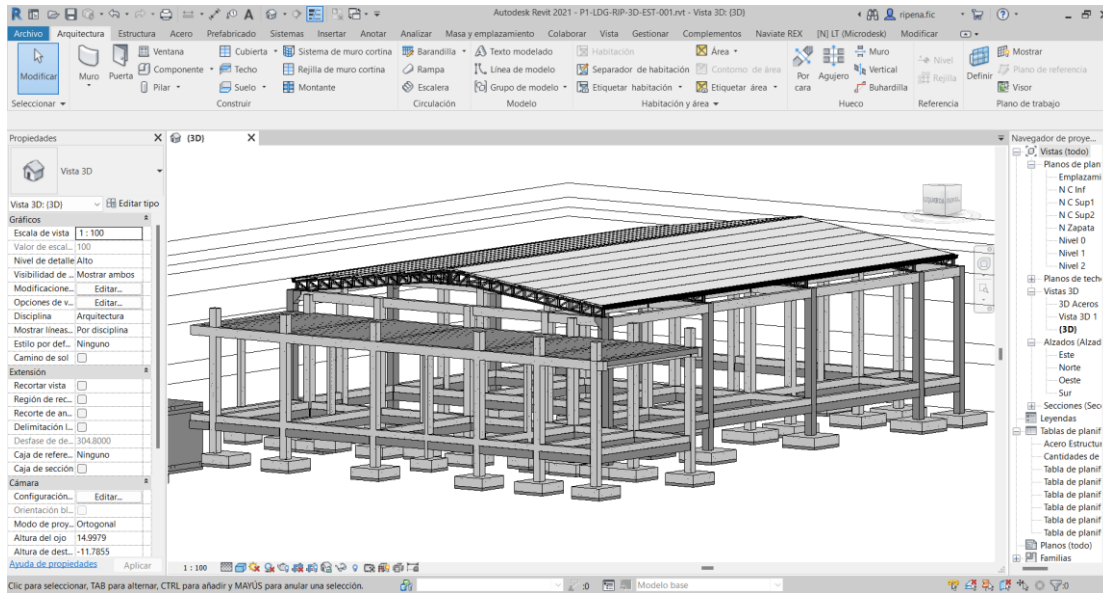 Autodesk Revit 2021 - P1-LDG-RIP-3D-EST-001.rvt - Vista 3D: {3D}
ripena.fic
Archivo Arquitectura Estructura Acero Prefabricado Sistemas Insertar Anotar Analizar Masa y emplazamiento Colaborar Vista Gestionar Complementos Naviate REX [N] LT (Microdesk) Modificar
Modificar
Muro
Puerta
Ventana
Componente
Pilar
Cubierta
Techo
Suelo
Sistema de muro cortina
Rejilla de muro cortina
Montante
Barandilla
Rampa
Escalera
Texto modelado
Línea de modelo
Grupo de modelo
Habitación
Separador de habitación
Etiquetar habitación
Área
Contorno de área
Etiquetar área
Por cara
Agujero
Muro
Vertical
Buhardilla
Nivel
Rejilla
Definir
Mostrar
Plano de referencia
Visor
Seleccionar Construir Circulación Modelo Habitación y área Hueco Referencia Plano de trabajo
Propiedades
Vista 3D
Vista 3D: {3D} Editar tipo
Gráficos
Escala de vista 1 : 100
Valor de escal... 100
Nivel de detalle Alto
Visibilidad de ... Mostrar ambos
Modificacione... Editar...
Opciones de v... Editar...
Disciplina Arquitectura
Mostrar líneas... Por disciplina
Estilo por def... Ninguno
Camino de sol
Extensión
Recortar vista
Región de rec...
Recorte de an...
Delimitación l...
Desfase de de... 304.8000
Caja de refere... Ninguno
Caja de sección
Cámara
Configuración... Editar...
Orientación bl...
Modo de proy... Ortogonal
Altura del ojo 14.9979
Altura de dest... -11.7855
Ayuda de propiedades Aplicar
{3D}
1 : 100
Navegador de proye...
Vistas (todo)
Planos de plan
Emplazami
N C Inf
N C Sup1
N C Sup2
N Zapata
Nivel 0
Nivel 1
Nivel 2
Planos de tech
Vistas 3D
3D Aceros
Vista 3D 1
{3D}
Alzados (Alzad
Este
Norte
Oeste
Sur
Secciones (Sec
Leyendas
Tablas de planif
Acero Estructu
Cantidades de
Tabla de planif
Tabla de planif
Tabla de planif
Tabla de planif
Tabla de planif
Planos (todo)
Familias
Clic para seleccionar, TAB para alternar, CTRL para añadir y MAYÚS para anular una selección. :0 Modelo base :0